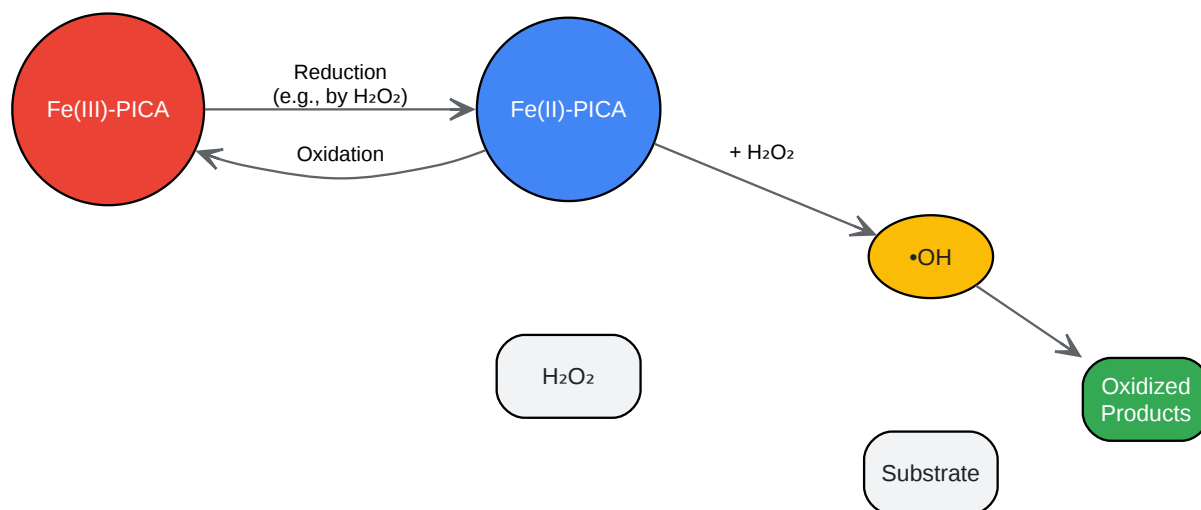 Fe(III)-PICA
Reduction
(e.g., by H₂O₂)
Oxidation
Fe(II)-PICA
+ H₂O₂
•OH
H₂O₂
Oxidized
Products
Substrate